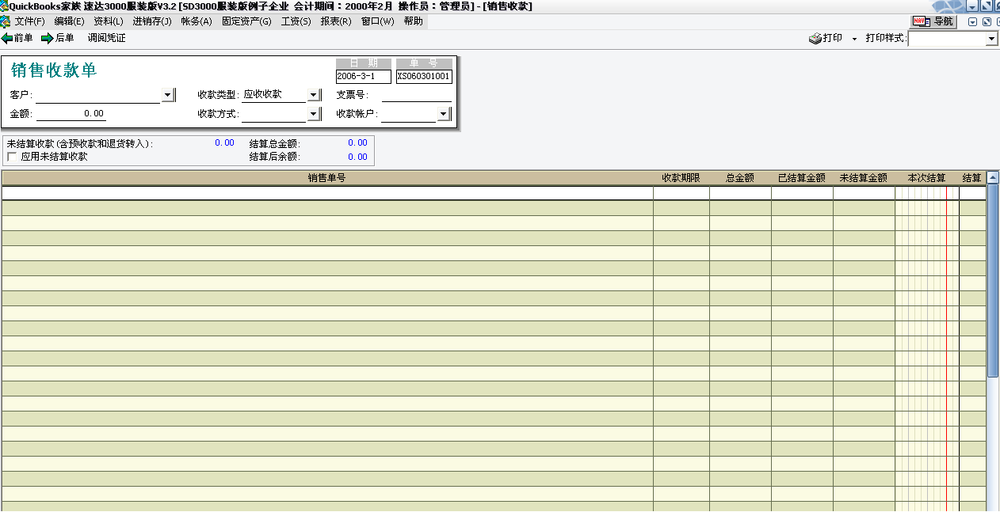 QuickBooks家族 速达3000服装版V3.2 [SD3000服装版例子企业 会计期间：2000年2月 操作员：管理员] - [销售收款]
文件(F) 编辑(E) 资料(L) 进销存(J) 帐务(A) 固定资产(G) 工资(S) 报表(R) 窗口(W) 帮助 NAV 导航
前单 后单 调阅凭证 打印 打印样式:
销售收款单 日 期 单 号
2006-3-1 XS060301001
客户: 收款类型: 应收收款 支票号:
金额: 0.00 收款方式: 收款帐户:
未结算收款(含预收款和退货转入): 0.00 结算总金额: 0.00
应用未结算收款 结算后余额: 0.00
销售单号 收款期限 总金额 已结算金额 未结算金额 本次结算 结算